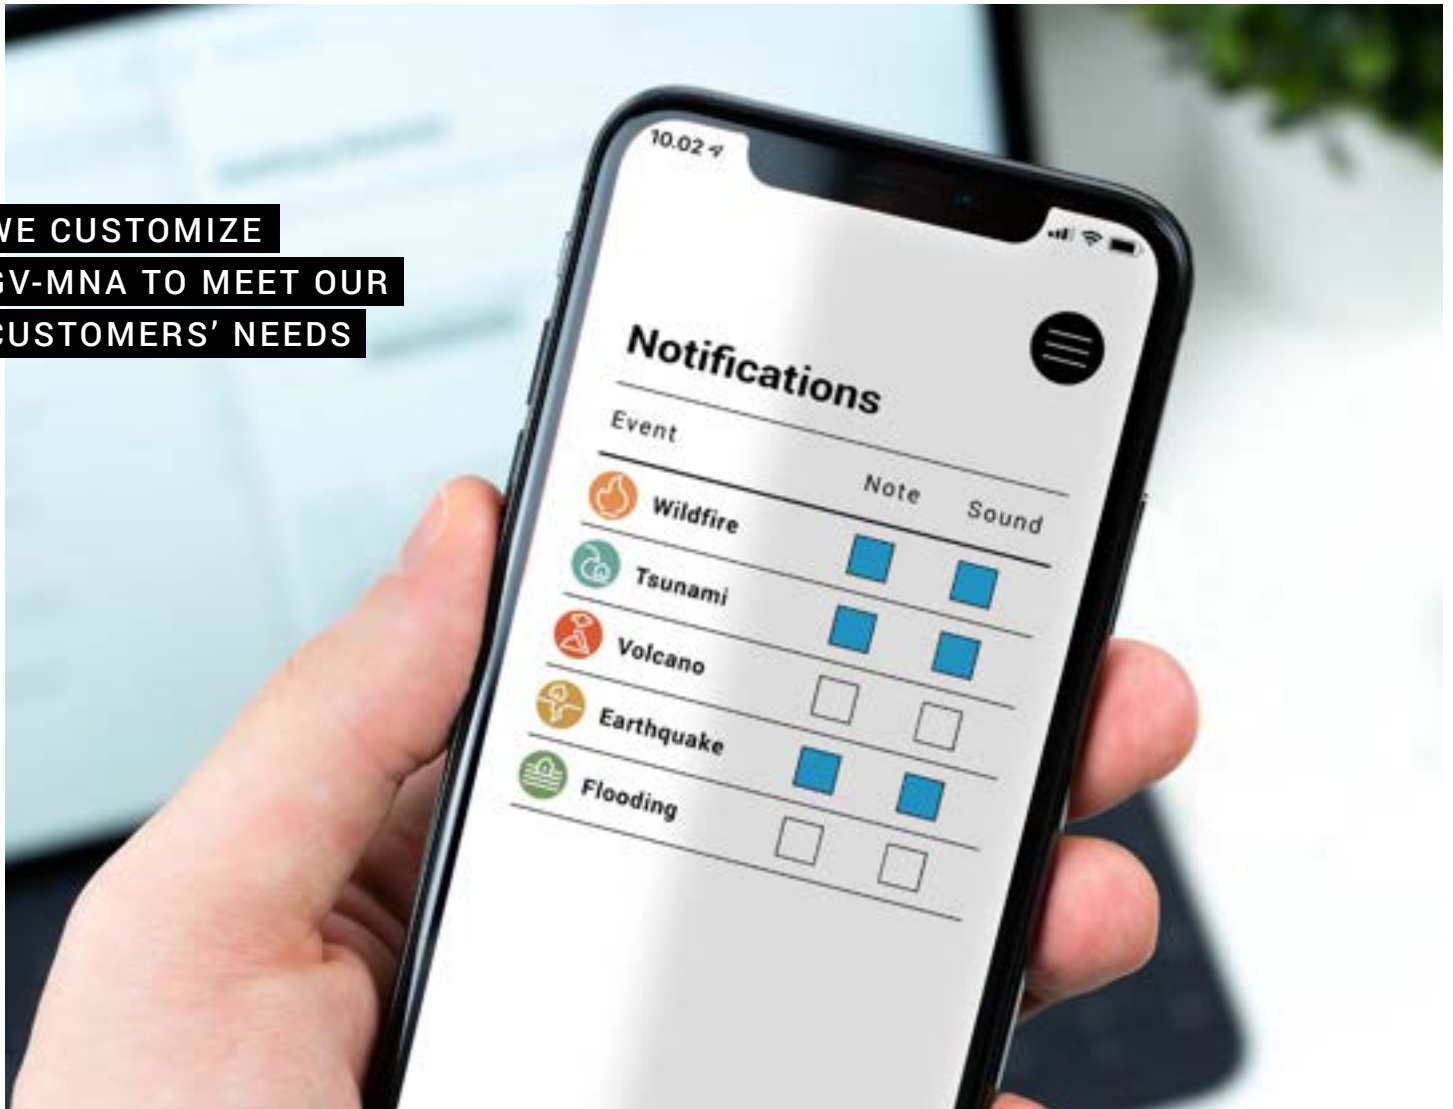 WE CUSTOMIZE
GV-MNA TO MEET OUR
CUSTOMERS’ NEEDS
10.02
Notifications
Event Note Sound
Wildfire
Tsunami
Volcano
Earthquake
Flooding